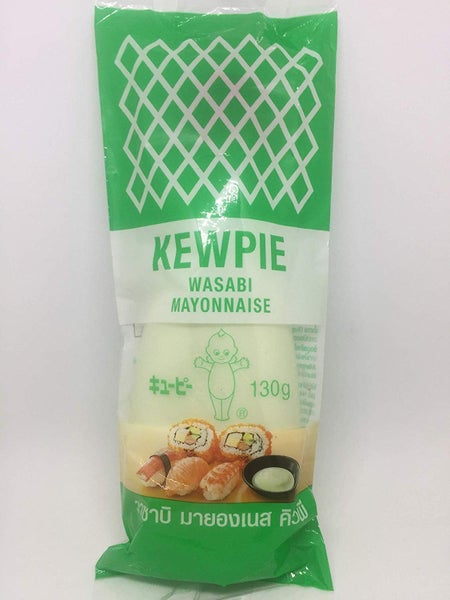 KEWPIE
WASABI
MAYONNAISE
キューピー
130g
®
วาซาบิ มายองเนส คิวพี